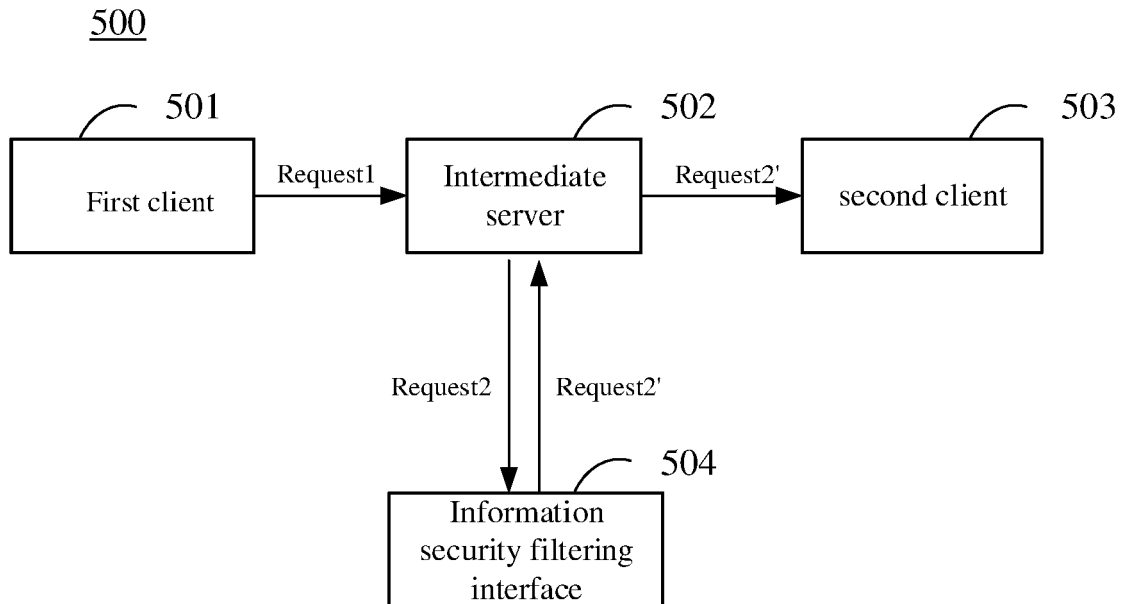 500
501
502
503
First client
Request1
Intermediate
server
Request2'
second client
Request2
Request2'
504
Information
security filtering
interface